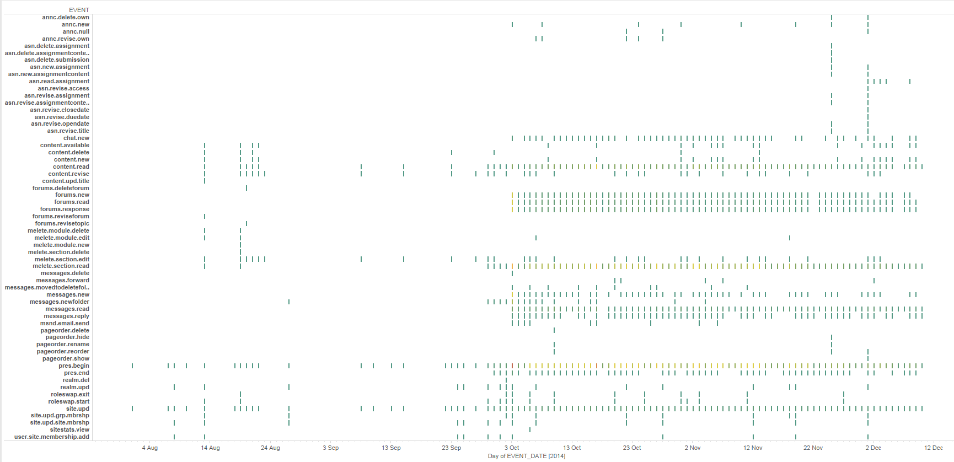 EVENT
annc.delete.own
annc.new
annc.null
annc.revise.own
asn.delete.assignment
asn.delete.assignmentconte..
asn.delete.submission
asn.new.assignment
asn.new.assignmentcontent
asn.read.assignment
asn.revise.access
asn.revise.assignment
asn.revise.assignmentconte..
asn.revise.closedate
asn.revise.duedate
asn.revise.opendate
asn.revise.title
chat.new
content.available
content.delete
content.new
content.read
content.revise
content.upd.title
forums.deleteforum
forums.new
forums.read
forums.response
forums.reviseforum
forums.revisetopic
melete.module.delete
melete.module.edit
melete.module.new
melete.section.delete
melete.section.edit
melete.section.read
messages.delete
messages.forward
messages.movedtodeletefol..
messages.new
messages.newfolder
messages.read
messages.reply
msnd.email.send
pageorder.delete
pageorder.hide
pageorder.rename
pageorder.reorder
pageorder.show
pres.begin
pres.end
realm.del
realm.upd
roleswap.exit
roleswap.start
site.upd
site.upd.grp.mbrshp
site.upd.site.mbrshp
sitestats.view
user.site.membership.add
4 Aug 14 Aug 24 Aug 3 Sep 13 Sep 23 Sep 3 Oct 13 Oct 23 Oct 2 Nov 12 Nov 22 Nov 2 Dec 12 Dec
Day of EVENT_DATE [2014]